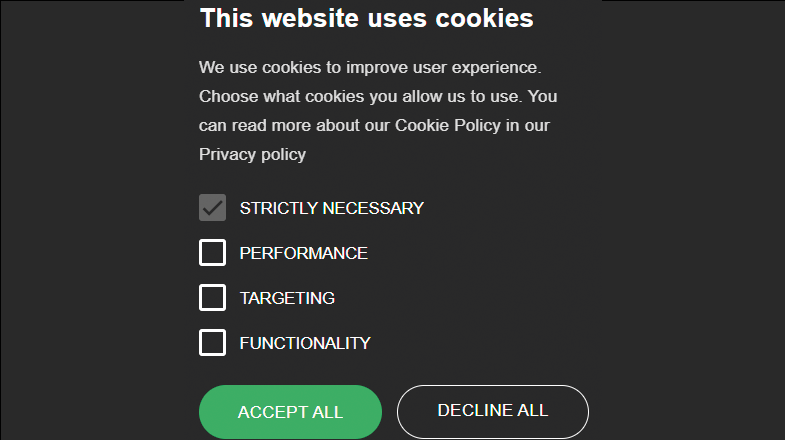 This website uses cookies
We use cookies to improve user experience.
Choose what cookies you allow us to use. You
can read more about our Cookie Policy in our
Privacy policy
STRICTLY NECESSARY
PERFORMANCE
TARGETING
FUNCTIONALITY
ACCEPT ALL
DECLINE ALL